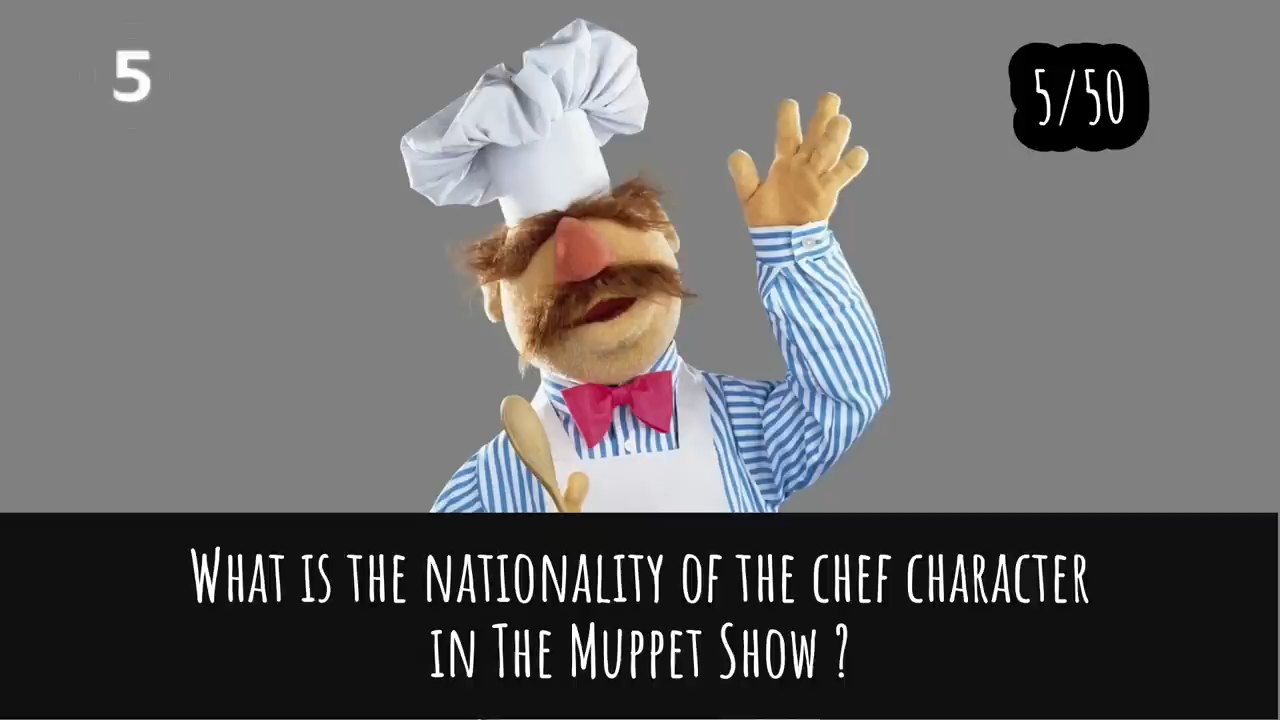 5
5/50
What is the nationality of the chef character
in The Muppet Show ?